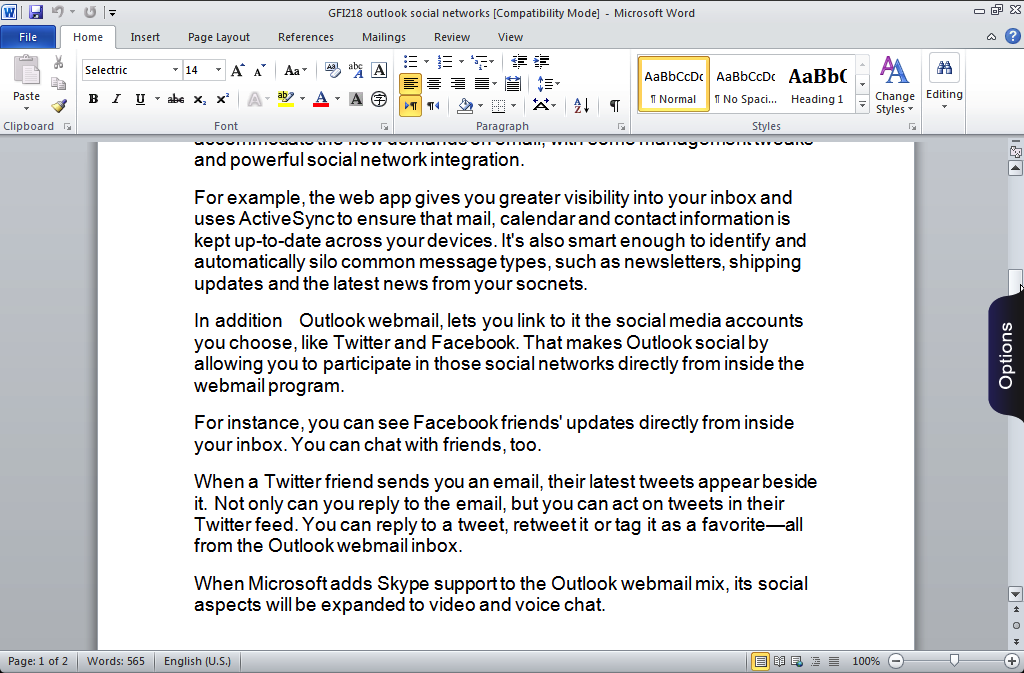 GFI218 outlook social networks [Compatibility Mode] - Microsoft Word
File Home Insert Page Layout References Mailings Review View
Selectric 14
Paste
Clipboard Font Paragraph Styles
AaBbCcDc AaBbCcDc AaBbC
¶ Normal ¶ No Spaci... Heading 1
Change Styles
Editing
accommodate the new demands on email, with some management tweaks
and powerful social network integration.
For example, the web app gives you greater visibility into your inbox and
uses ActiveSync to ensure that mail, calendar and contact information is
kept up-to-date across your devices. It's also smart enough to identify and
automatically silo common message types, such as newsletters, shipping
updates and the latest news from your socnets.
In addition Outlook webmail, lets you link to it the social media accounts
you choose, like Twitter and Facebook. That makes Outlook social by
allowing you to participate in those social networks directly from inside the
webmail program.
For instance, you can see Facebook friends' updates directly from inside
your inbox. You can chat with friends, too.
When a Twitter friend sends you an email, their latest tweets appear beside
it. Not only can you reply to the email, but you can act on tweets in their
Twitter feed. You can reply to a tweet, retweet it or tag it as a favorite—all
from the Outlook webmail inbox.
When Microsoft adds Skype support to the Outlook webmail mix, its social
aspects will be expanded to video and voice chat.
Options
Page: 1 of 2 Words: 565 English (U.S.) 100%